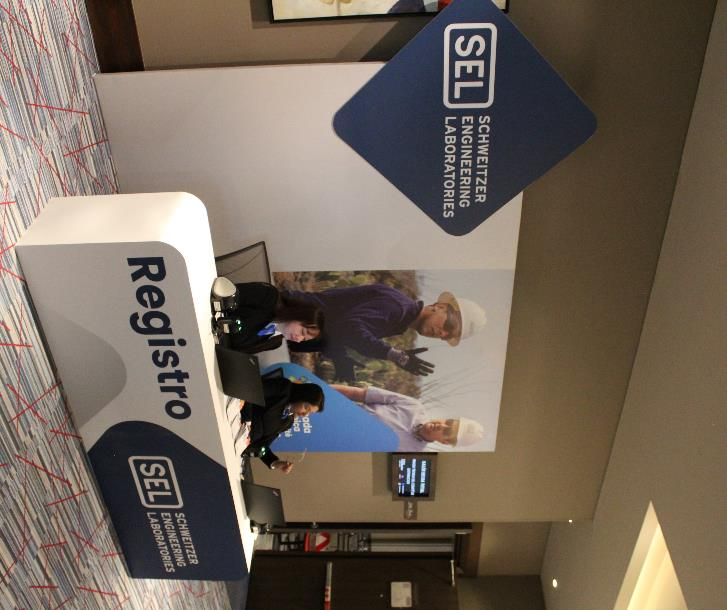 SEL
SCHWEITZER
ENGINEERING
LABORATORIES
Registro
SEL
SCHWEITZER
ENGINEERING
LABORATORIES